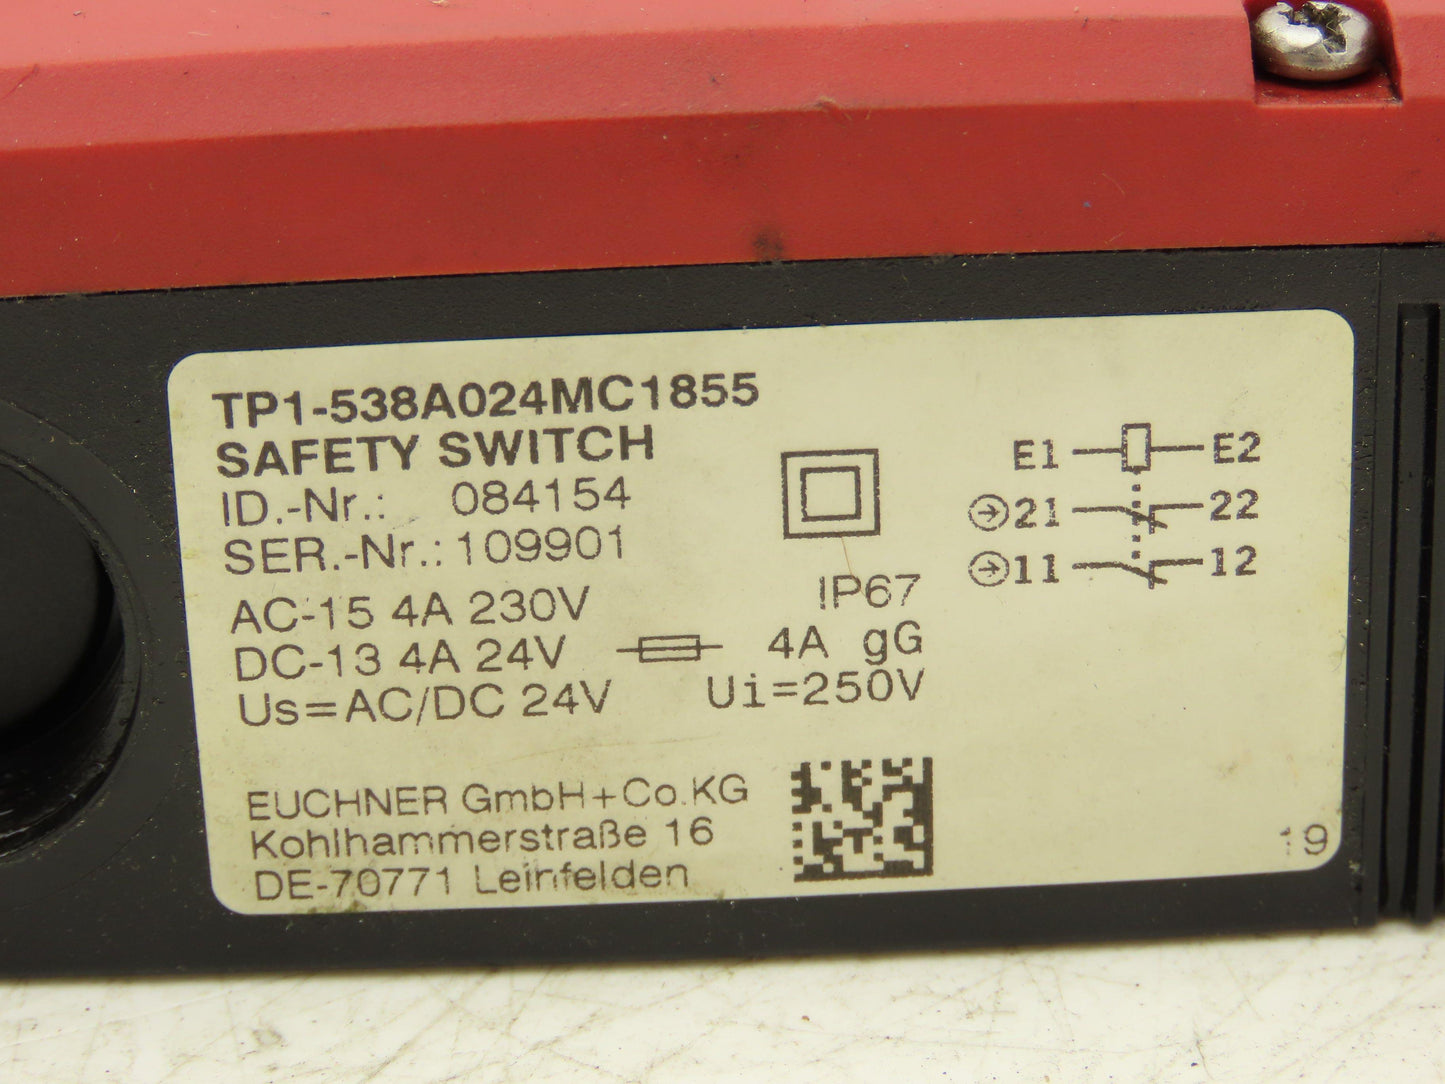 TP1-538A024MC1855
SAFETY SWITCH
ID.-Nr.: 084154
SER.-Nr.: 109901
AC-15 4A 230V
DC-13 4A 24V
Us=AC/DC 24V
IP67
4A gG
Ui=250V
E1 E2
21 22
11 12
EUCHNER GmbH+Co.KG
Kohlhammerstraße 16
DE-70771 Leinfelden
19